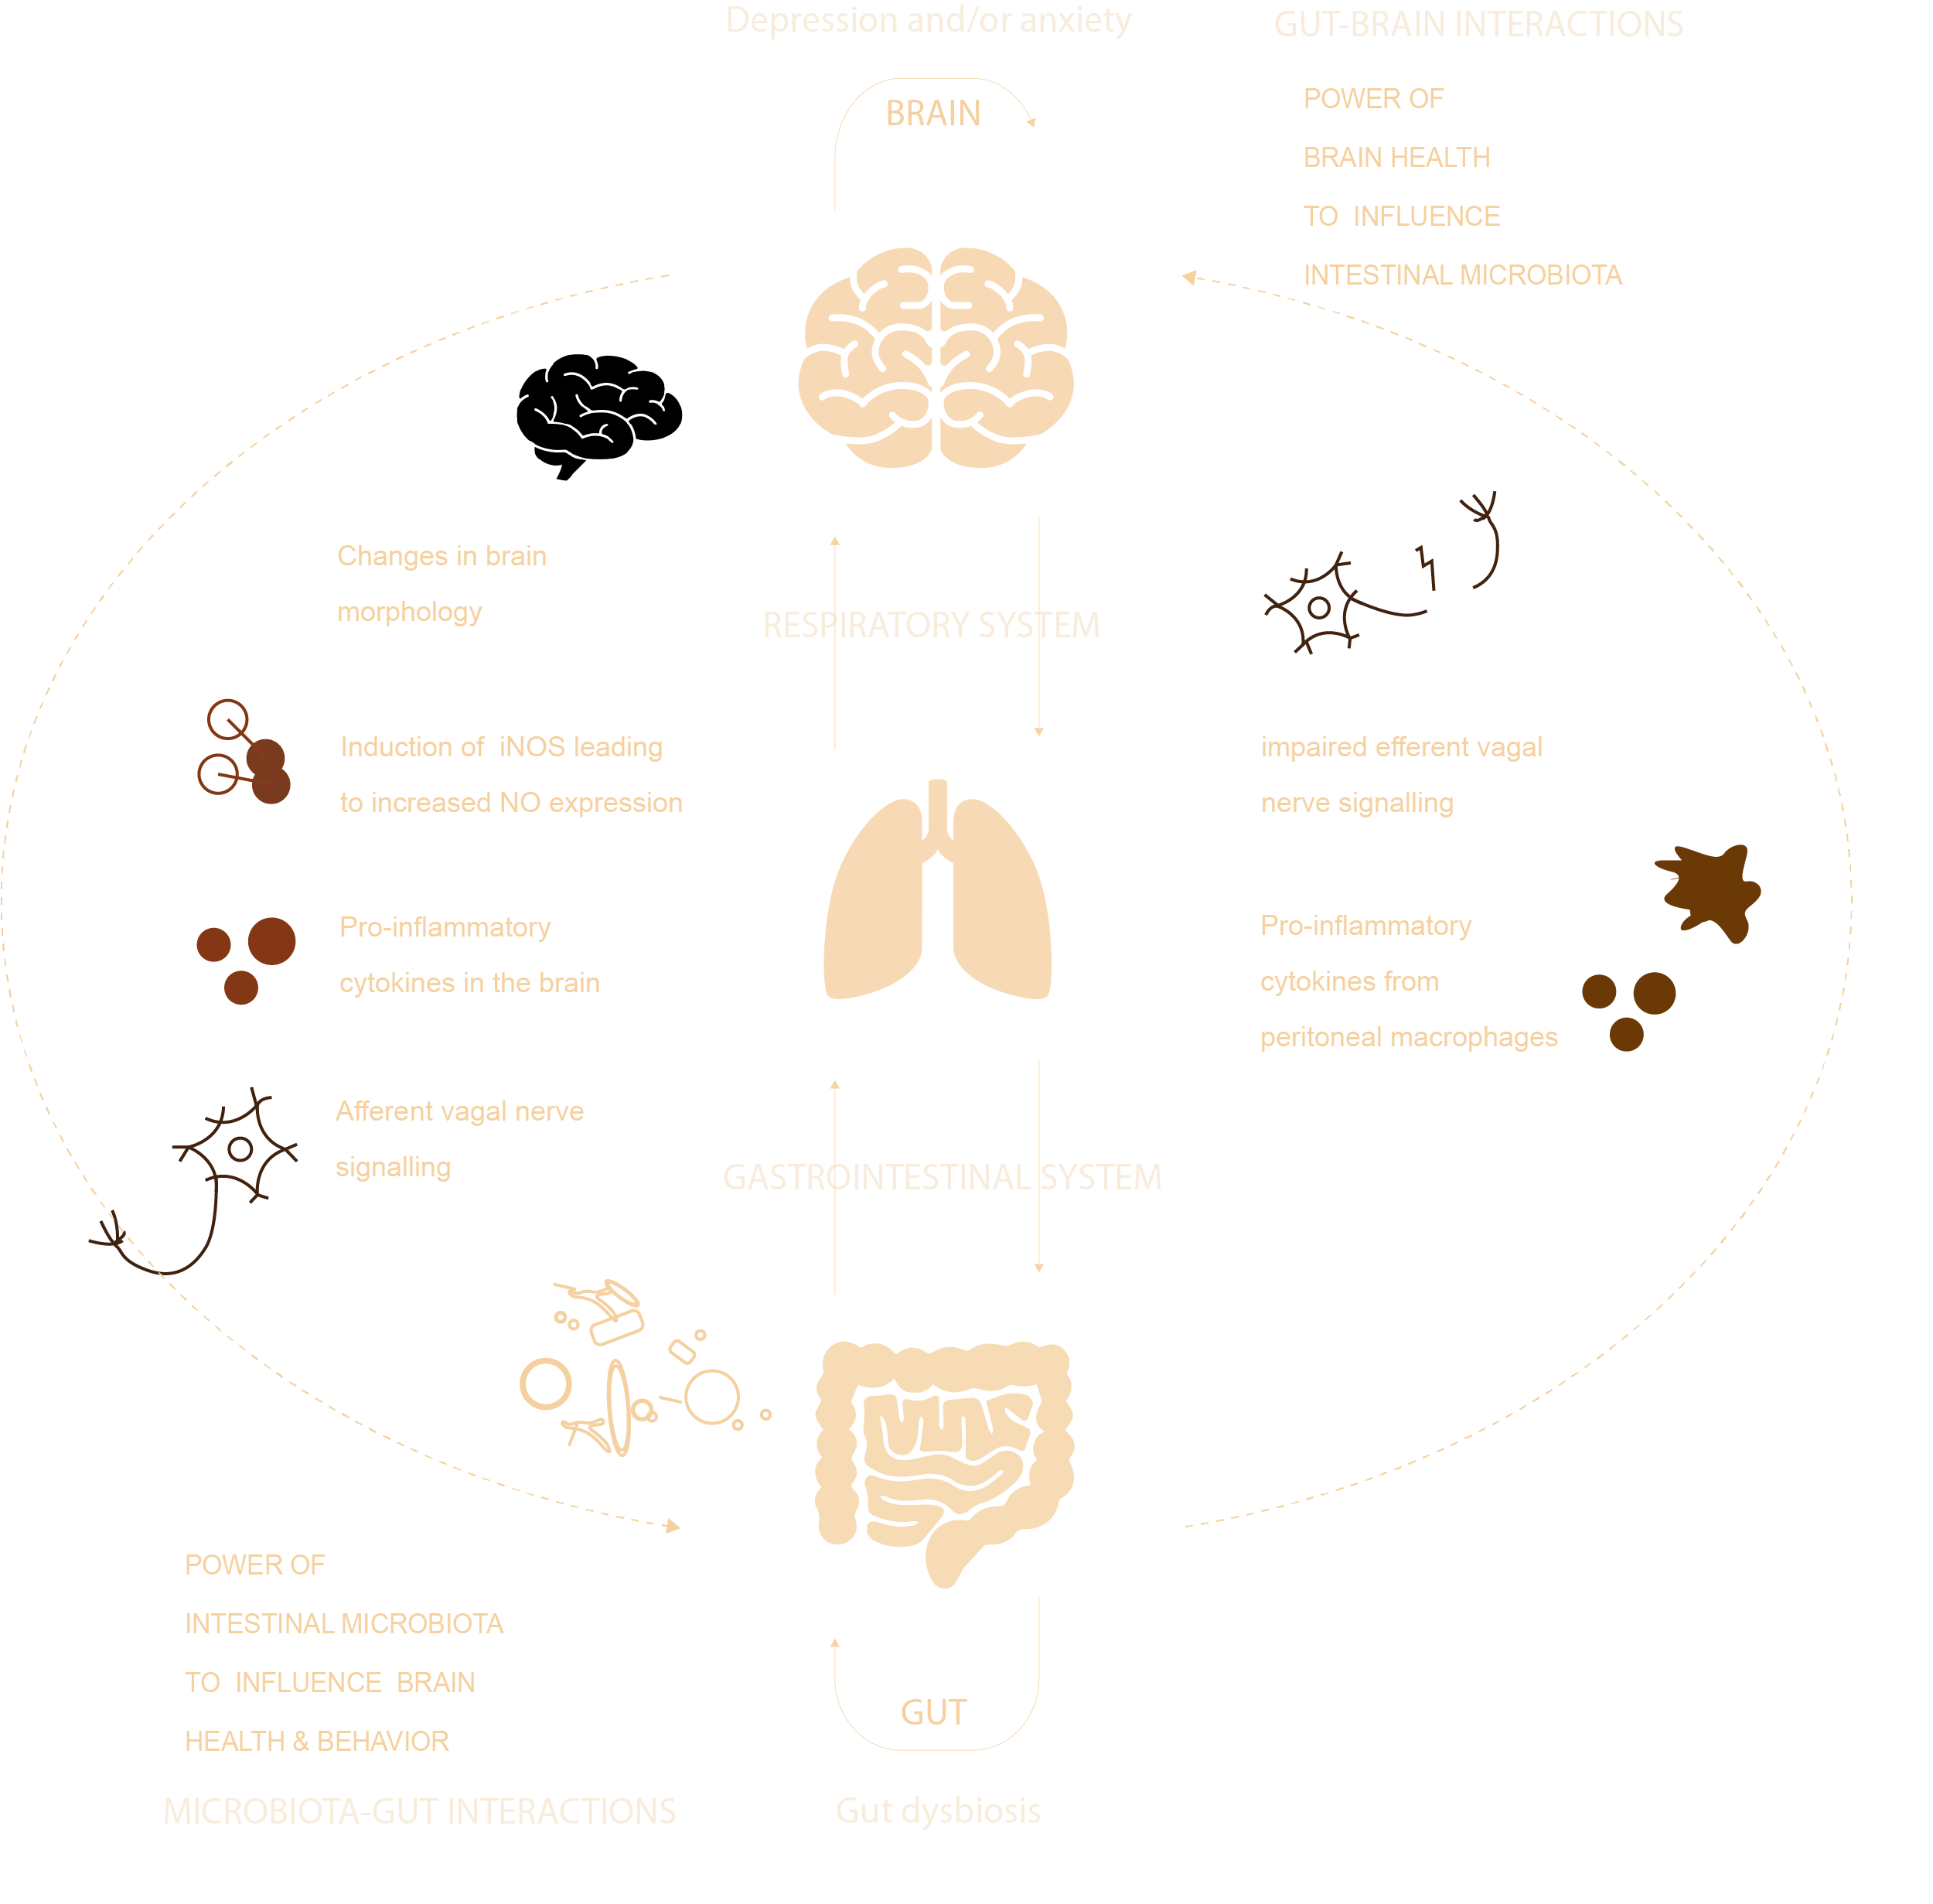 Depression and/or anxiety
GUT-BRAIN INTERACTIONS
BRAIN
POWER OF
BRAIN HEALTH
TO INFLUENCE
INTESTINAL MICROBIOTA
Changes in brain
morphology
RESPIRATORY SYSTEM
Induction of iNOS leading
to increased NO expression
impaired efferent vagal
nerve signalling
Pro-inflammatory
cytokines in the brain
Pro-inflammatory
cytokines from
peritoneal macrophages
Afferent vagal nerve
signalling
GASTROINTESTINAL SYSTEM
POWER OF
INTESTINAL MICROBIOTA
TO INFLUENCE BRAIN
HEALTH & BEHAVIOR
GUT
MICROBIOTA-GUT INTERACTIONS
Gut dysbiosis